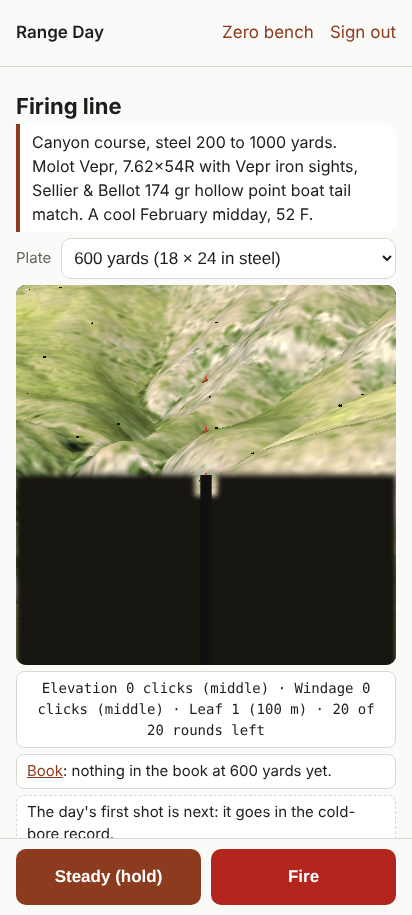 Range Day
Zero bench Sign out
Firing line
Canyon course, steel 200 to 1000 yards.
Molot Vepr, 7.62×54R with Vepr iron sights,
Sellier & Bellot 174 gr hollow point boat tail
match. A cool February midday, 52 F.
Plate 600 yards (18 × 24 in steel)
Elevation 0 clicks (middle) · Windage 0
clicks (middle) · Leaf 1 (100 m) · 20 of
20 rounds left
Book: nothing in the book at 600 yards yet.
The day's first shot is next: it goes in the cold-
bore record.
Steady (hold) Fire